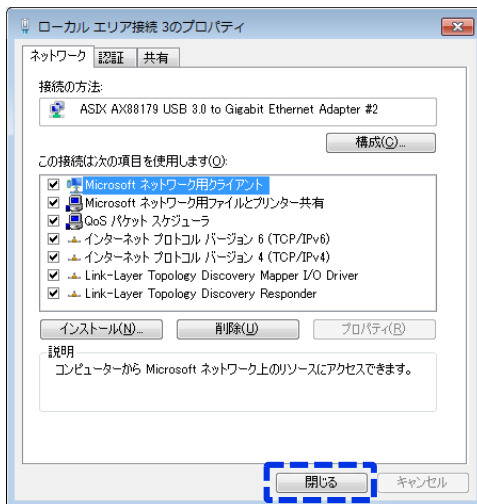 ローカル エリア接続 3のプロパティ
ネットワーク 認証 共有
接続の方法:
ASIX AX88179 USB 3.0 to Gigabit Ethernet Adapter #2
構成(C)...
この接続は次の項目を使用します(O):
Microsoft ネットワーク用クライアント
Microsoft ネットワーク用ファイルとプリンター共有
QoS パケット スケジューラ
インターネット プロトコル バージョン 6 (TCP/IPv6)
インターネット プロトコル バージョン 4 (TCP/IPv4)
Link-Layer Topology Discovery Mapper I/O Driver
Link-Layer Topology Discovery Responder
インストール(N)... 削除(U) プロパティ(R)
説明
コンピューターから Microsoft ネットワーク上のリソースにアクセスできます。
閉じる キャンセル